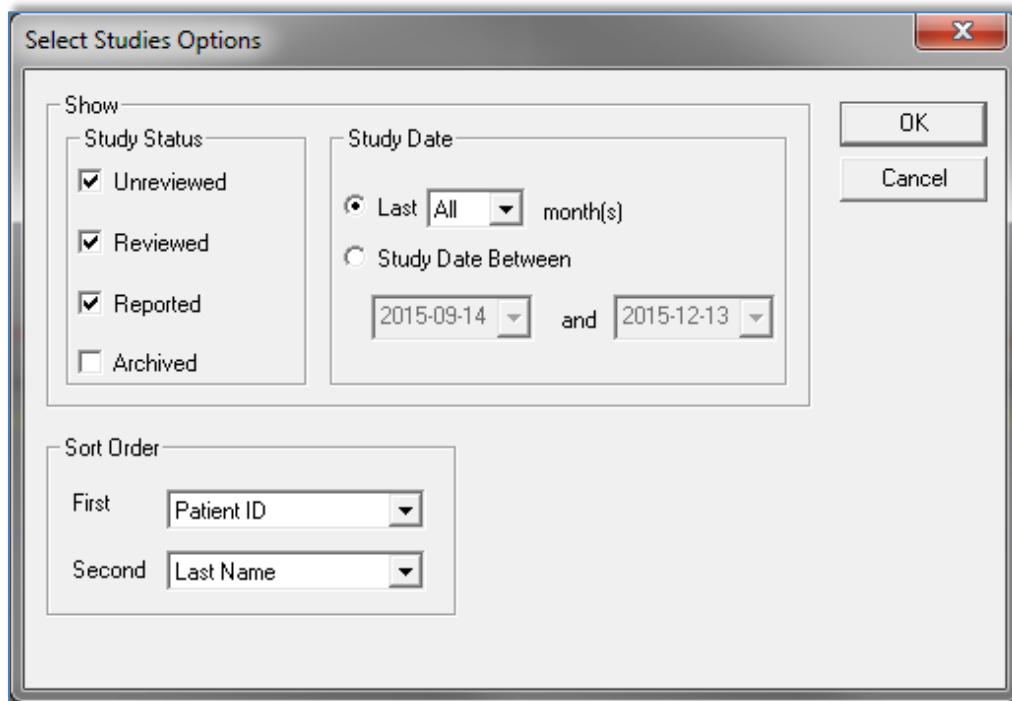 Select Studies Options
Show
Study Status
Unreviewed
Reviewed
Reported
Archived
Study Date
Last All month(s)
Study Date Between
2015-09-14 and 2015-12-13
OK
Cancel
Sort Order
First Patient ID
Second Last Name